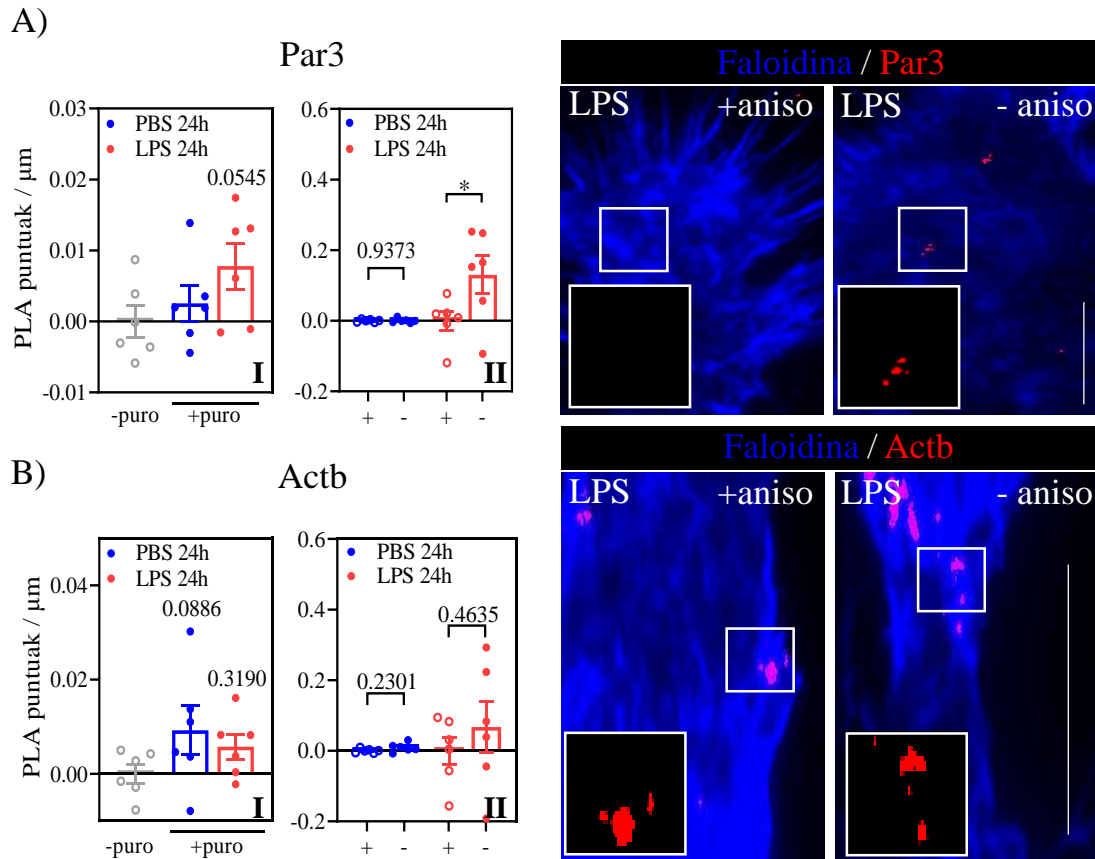 A)
Par3
PLA puntuak / µm
0.03
0.02
0.01
0.00
-0.01
PBS 24h
LPS 24h
0.0545
I
-puro
+puro
0.6
0.4
0.2
0.0
-0.2
PBS 24h
LPS 24h
*
0.9373
II
+ - + -
Faloidina / Par3
LPS +aniso
LPS - aniso
B)
Actb
PLA puntuak / µm
0.04
0.02
0.00
PBS 24h
LPS 24h
0.0886
0.3190
I
-puro
+puro
0.6
0.4
0.2
0.0
-0.2
PBS 24h
LPS 24h
0.4635
0.2301
II
+ - + -
Faloidina / Actb
LPS +aniso
LPS - aniso